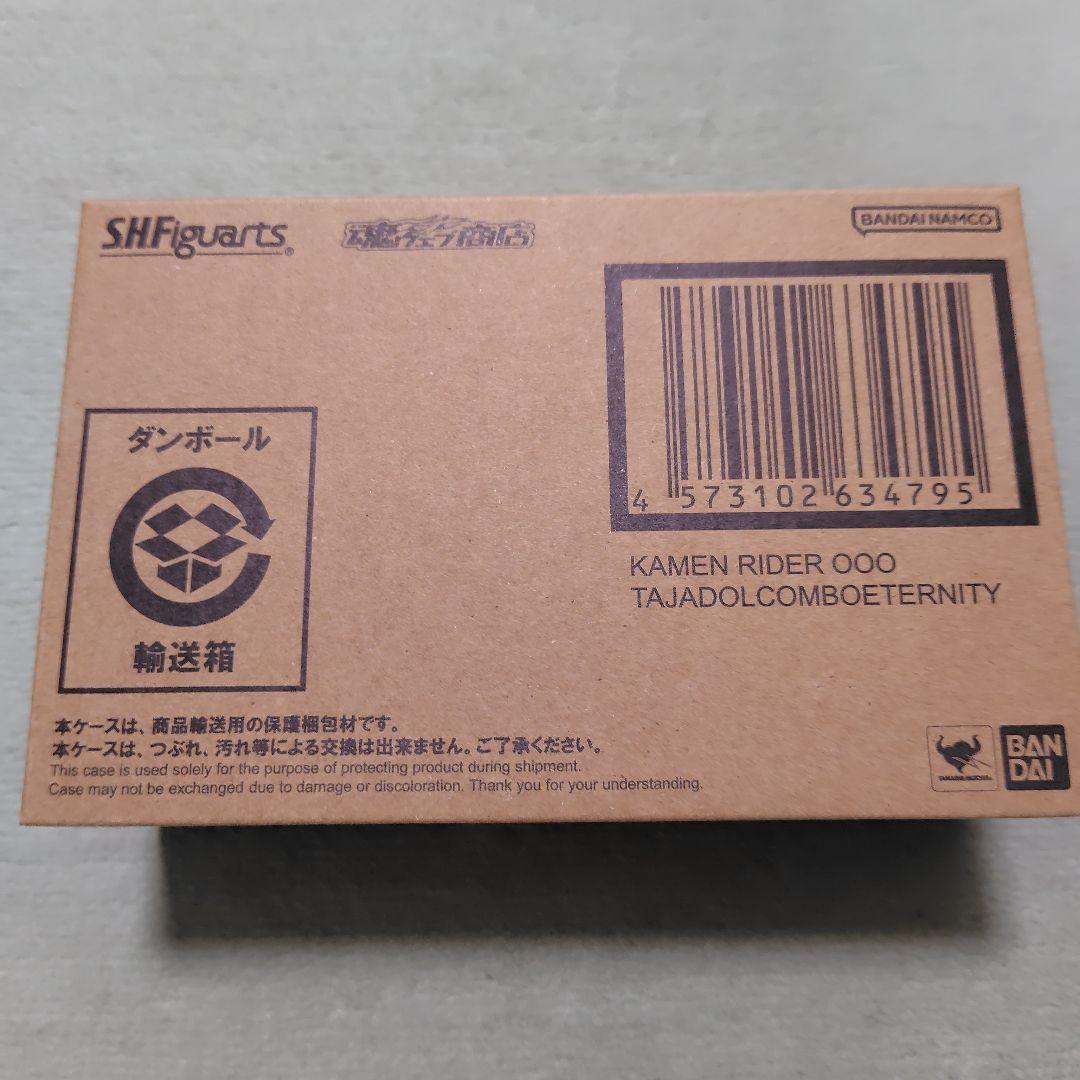 S.H.Figuarts®
魂ウェブ商店
BANDAI NAMCO
4 573102 634795
KAMEN RIDER OOO
TAJADOLCOMBOETERNITY
ダンボール
輸送箱
本ケースは、商品輸送用の保護梱包材です。
本ケースは、つぶれ、汚れ等による交換は出来ません。ご了承ください。
This case is used solely for the purpose of protecting product during shipment.
Case may not be exchanged due to damage or discoloration. Thank you for your understanding.
BAN
DAI